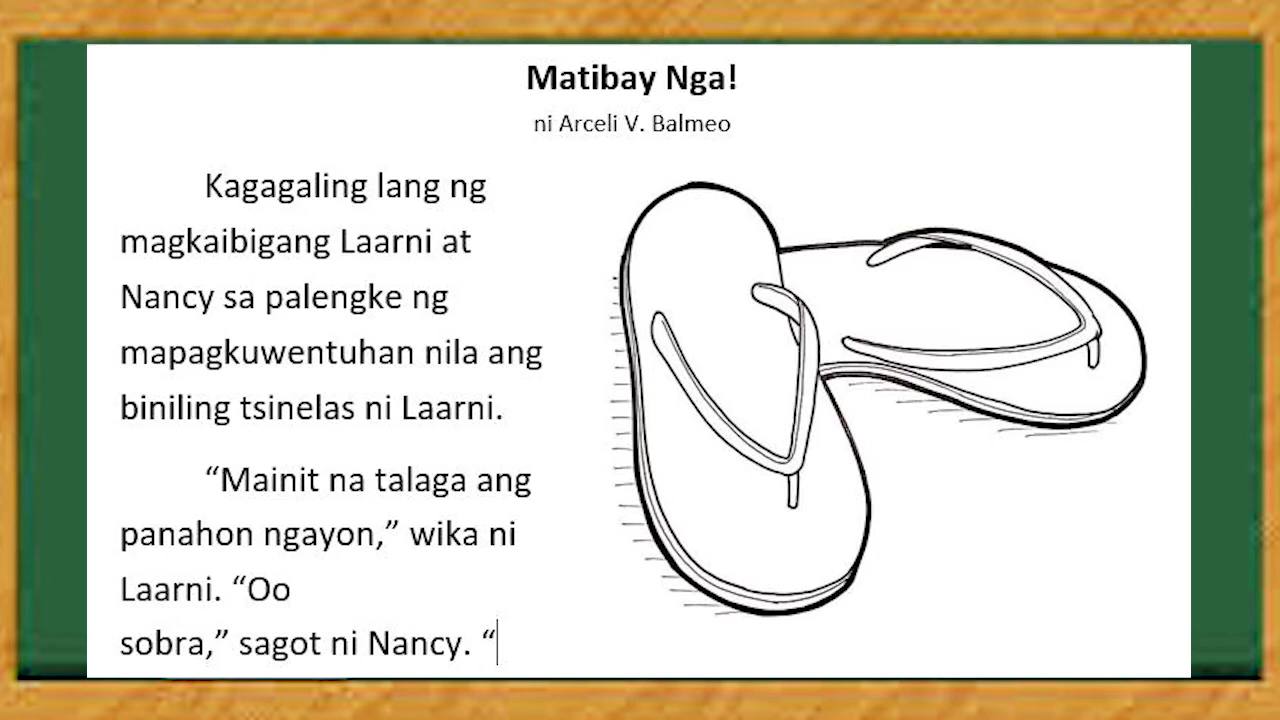 Matibay Nga!
ni Arceli V. Balmeo
Kagagaling lang ng
magkaibigang Laarni at
Nancy sa palengke ng
mapagkuwentuhan nila ang
biniling tsinelas ni Laarni.
“Mainit na talaga ang
panahon ngayon,” wika ni
Laarni. “Oo
sobra,” sagot ni Nancy. “